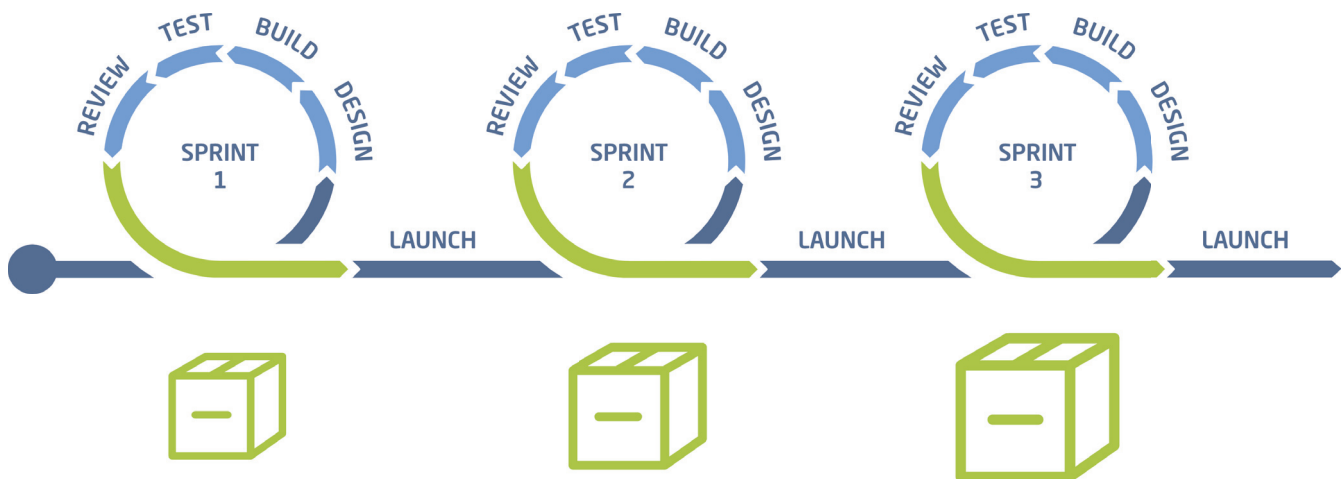 REVIEW
TEST
BUILD
DESIGN
SPRINT
1
LAUNCH
REVIEW
TEST
BUILD
DESIGN
SPRINT
2
LAUNCH
REVIEW
TEST
BUILD
DESIGN
SPRINT
3
LAUNCH